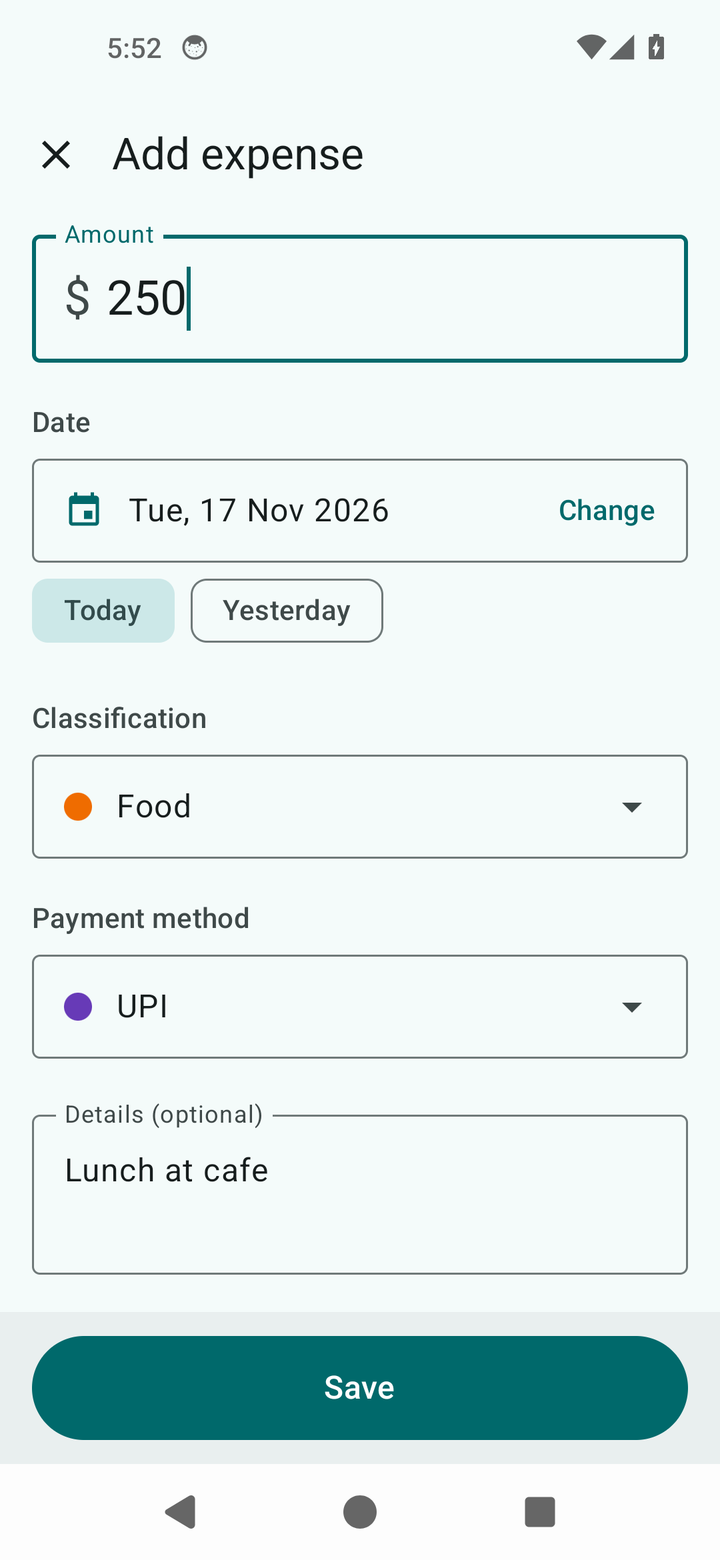 5:52
Add expense
Amount
$ 250
Date
Tue, 17 Nov 2026 Change
Today Yesterday
Classification
Food
Payment method
UPI
Details (optional)
Lunch at cafe
Save